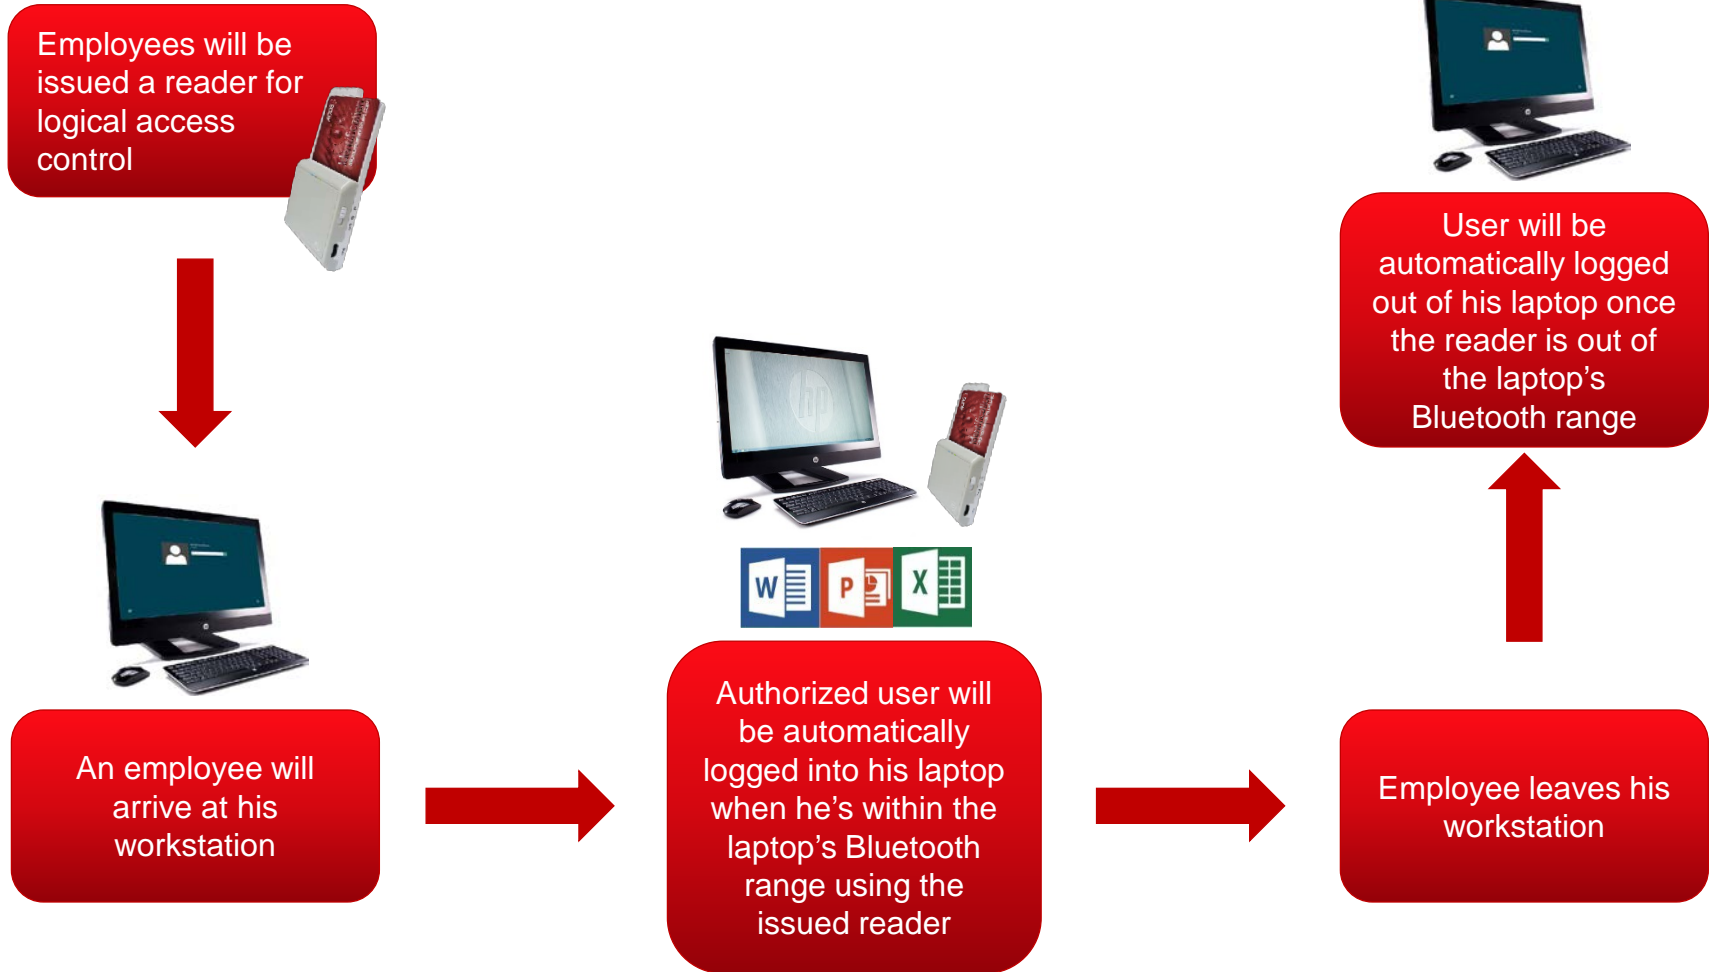 Employees will be
issued a reader for
logical access
control
An employee will
arrive at his
workstation
hp
W
P
X
Authorized user will
be automatically
logged into his laptop
when he's within the
laptop's Bluetooth
range using the
issued reader
Employee leaves his
workstation
User will be
automatically logged
out of his laptop once
the reader is out of
the laptop's
Bluetooth range